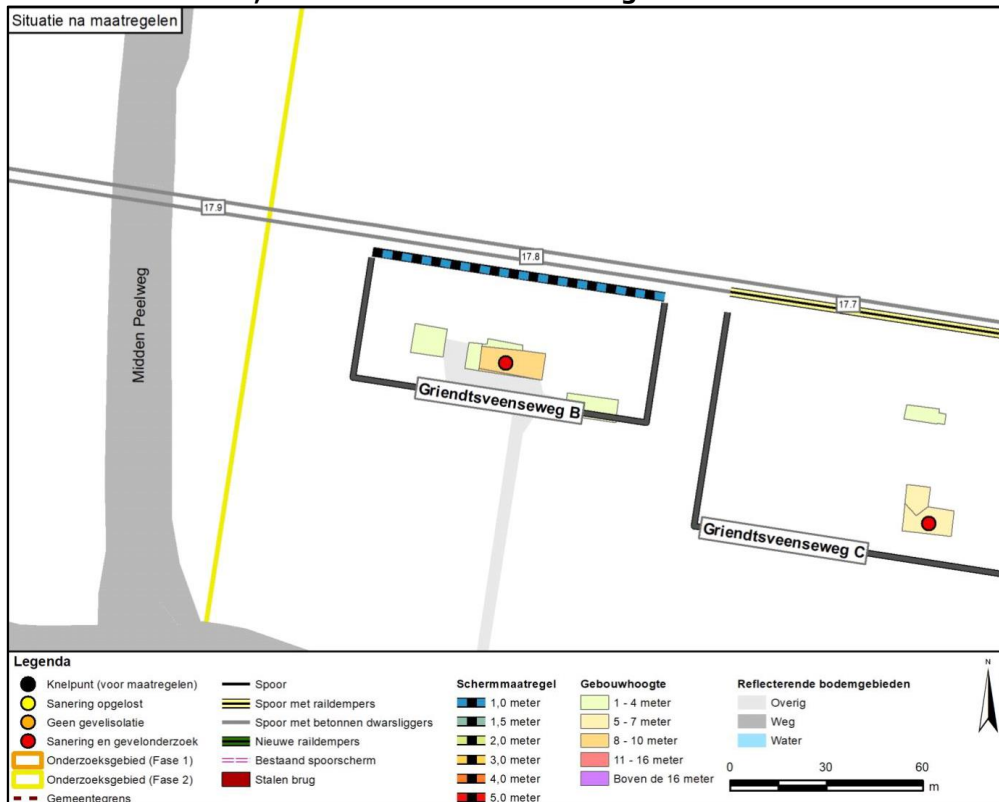 Situatie na maatregelen
17.9
17.8
17.7
Midden Peelweg
Griendtsveenseweg B
Griendtsveenseweg C
Legenda
Knelpunt (voor maatregelen)
Sanering opgelost
Geen gevelisolatie
Sanering en gevelonderzoek
Onderzoeksgebied (Fase 1)
Onderzoeksgebied (Fase 2)
Gemeentegrens
Spoor
Spoor met raildempers
Spoor met betonnen dwarsliggers
Nieuwe raildempers
Bestaand spoorscherm
Stalen brug
Schermmaatregel
1,0 meter
1,5 meter
2,0 meter
3,0 meter
4,0 meter
5,0 meter
Gebouwhoogte
1 - 4 meter
5 - 7 meter
8 - 10 meter
11 - 16 meter
Boven de 16 meter
Reflecterende bodemgebieden
Overig
Weg
Water
N
0 30 60
m